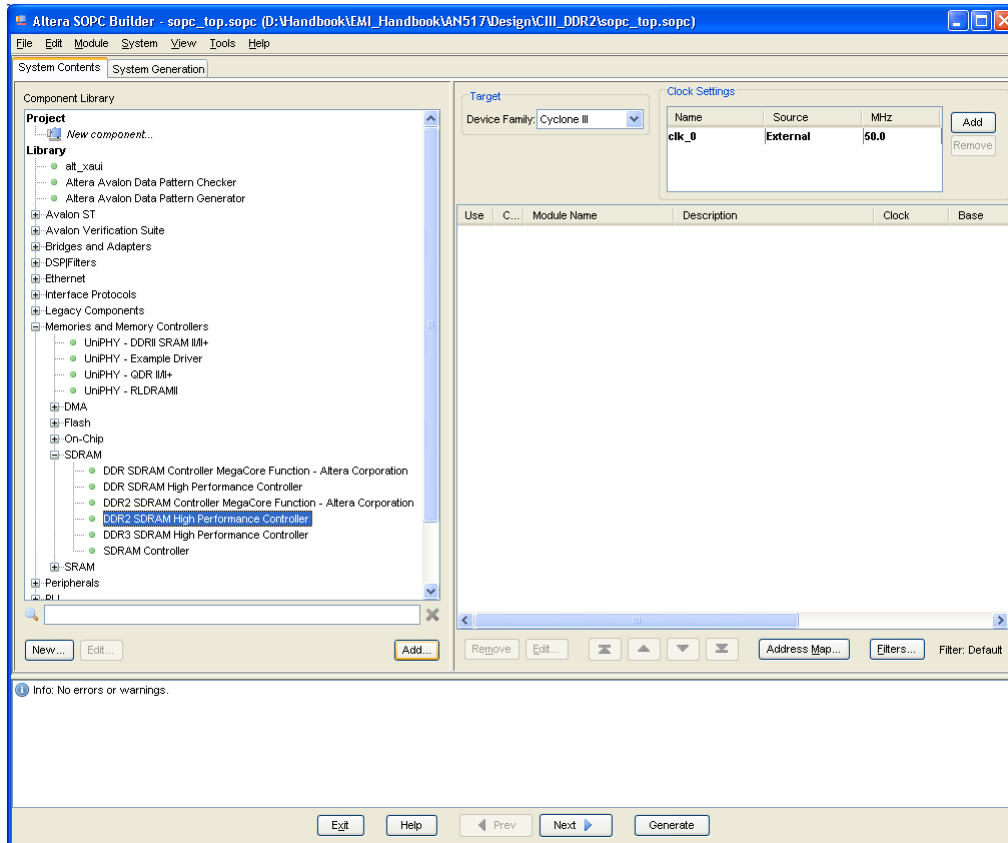 Altera SOPC Builder - sopc_top.sopc (D:\Handbook\EMI_Handbook\AN517\Design\CIII_DDR2\sopc_top.sopc)
File Edit Module System View Tools Help
System Contents System Generation
Component Library
Project
New component...
Library
alt_xaui
Altera Avalon Data Pattern Checker
Altera Avalon Data Pattern Generator
Avalon ST
Avalon Verification Suite
Bridges and Adapters
DSP|Filters
Ethernet
Interface Protocols
Legacy Components
Memories and Memory Controllers
UniPHY - DDRII SRAM II/II+
UniPHY - Example Driver
UniPHY - QDR II/II+
UniPHY - RLDRAMII
DMA
Flash
On-Chip
SDRAM
DDR SDRAM Controller MegaCore Function - Altera Corporation
DDR SDRAM High Performance Controller
DDR2 SDRAM Controller MegaCore Function - Altera Corporation
DDR2 SDRAM High Performance Controller
DDR3 SDRAM High Performance Controller
SDRAM Controller
SRAM
Peripherals
PLL
New... Edit... Add...
Target
Device Family: Cyclone III
Clock Settings
Name Source MHz
clk_0 External 50.0
Add
Remove
Use C... Module Name Description Clock Base
Remove Edit... Address Map... Filters... Filter: Default
Info: No errors or warnings.
Exit Help Prev Next Generate